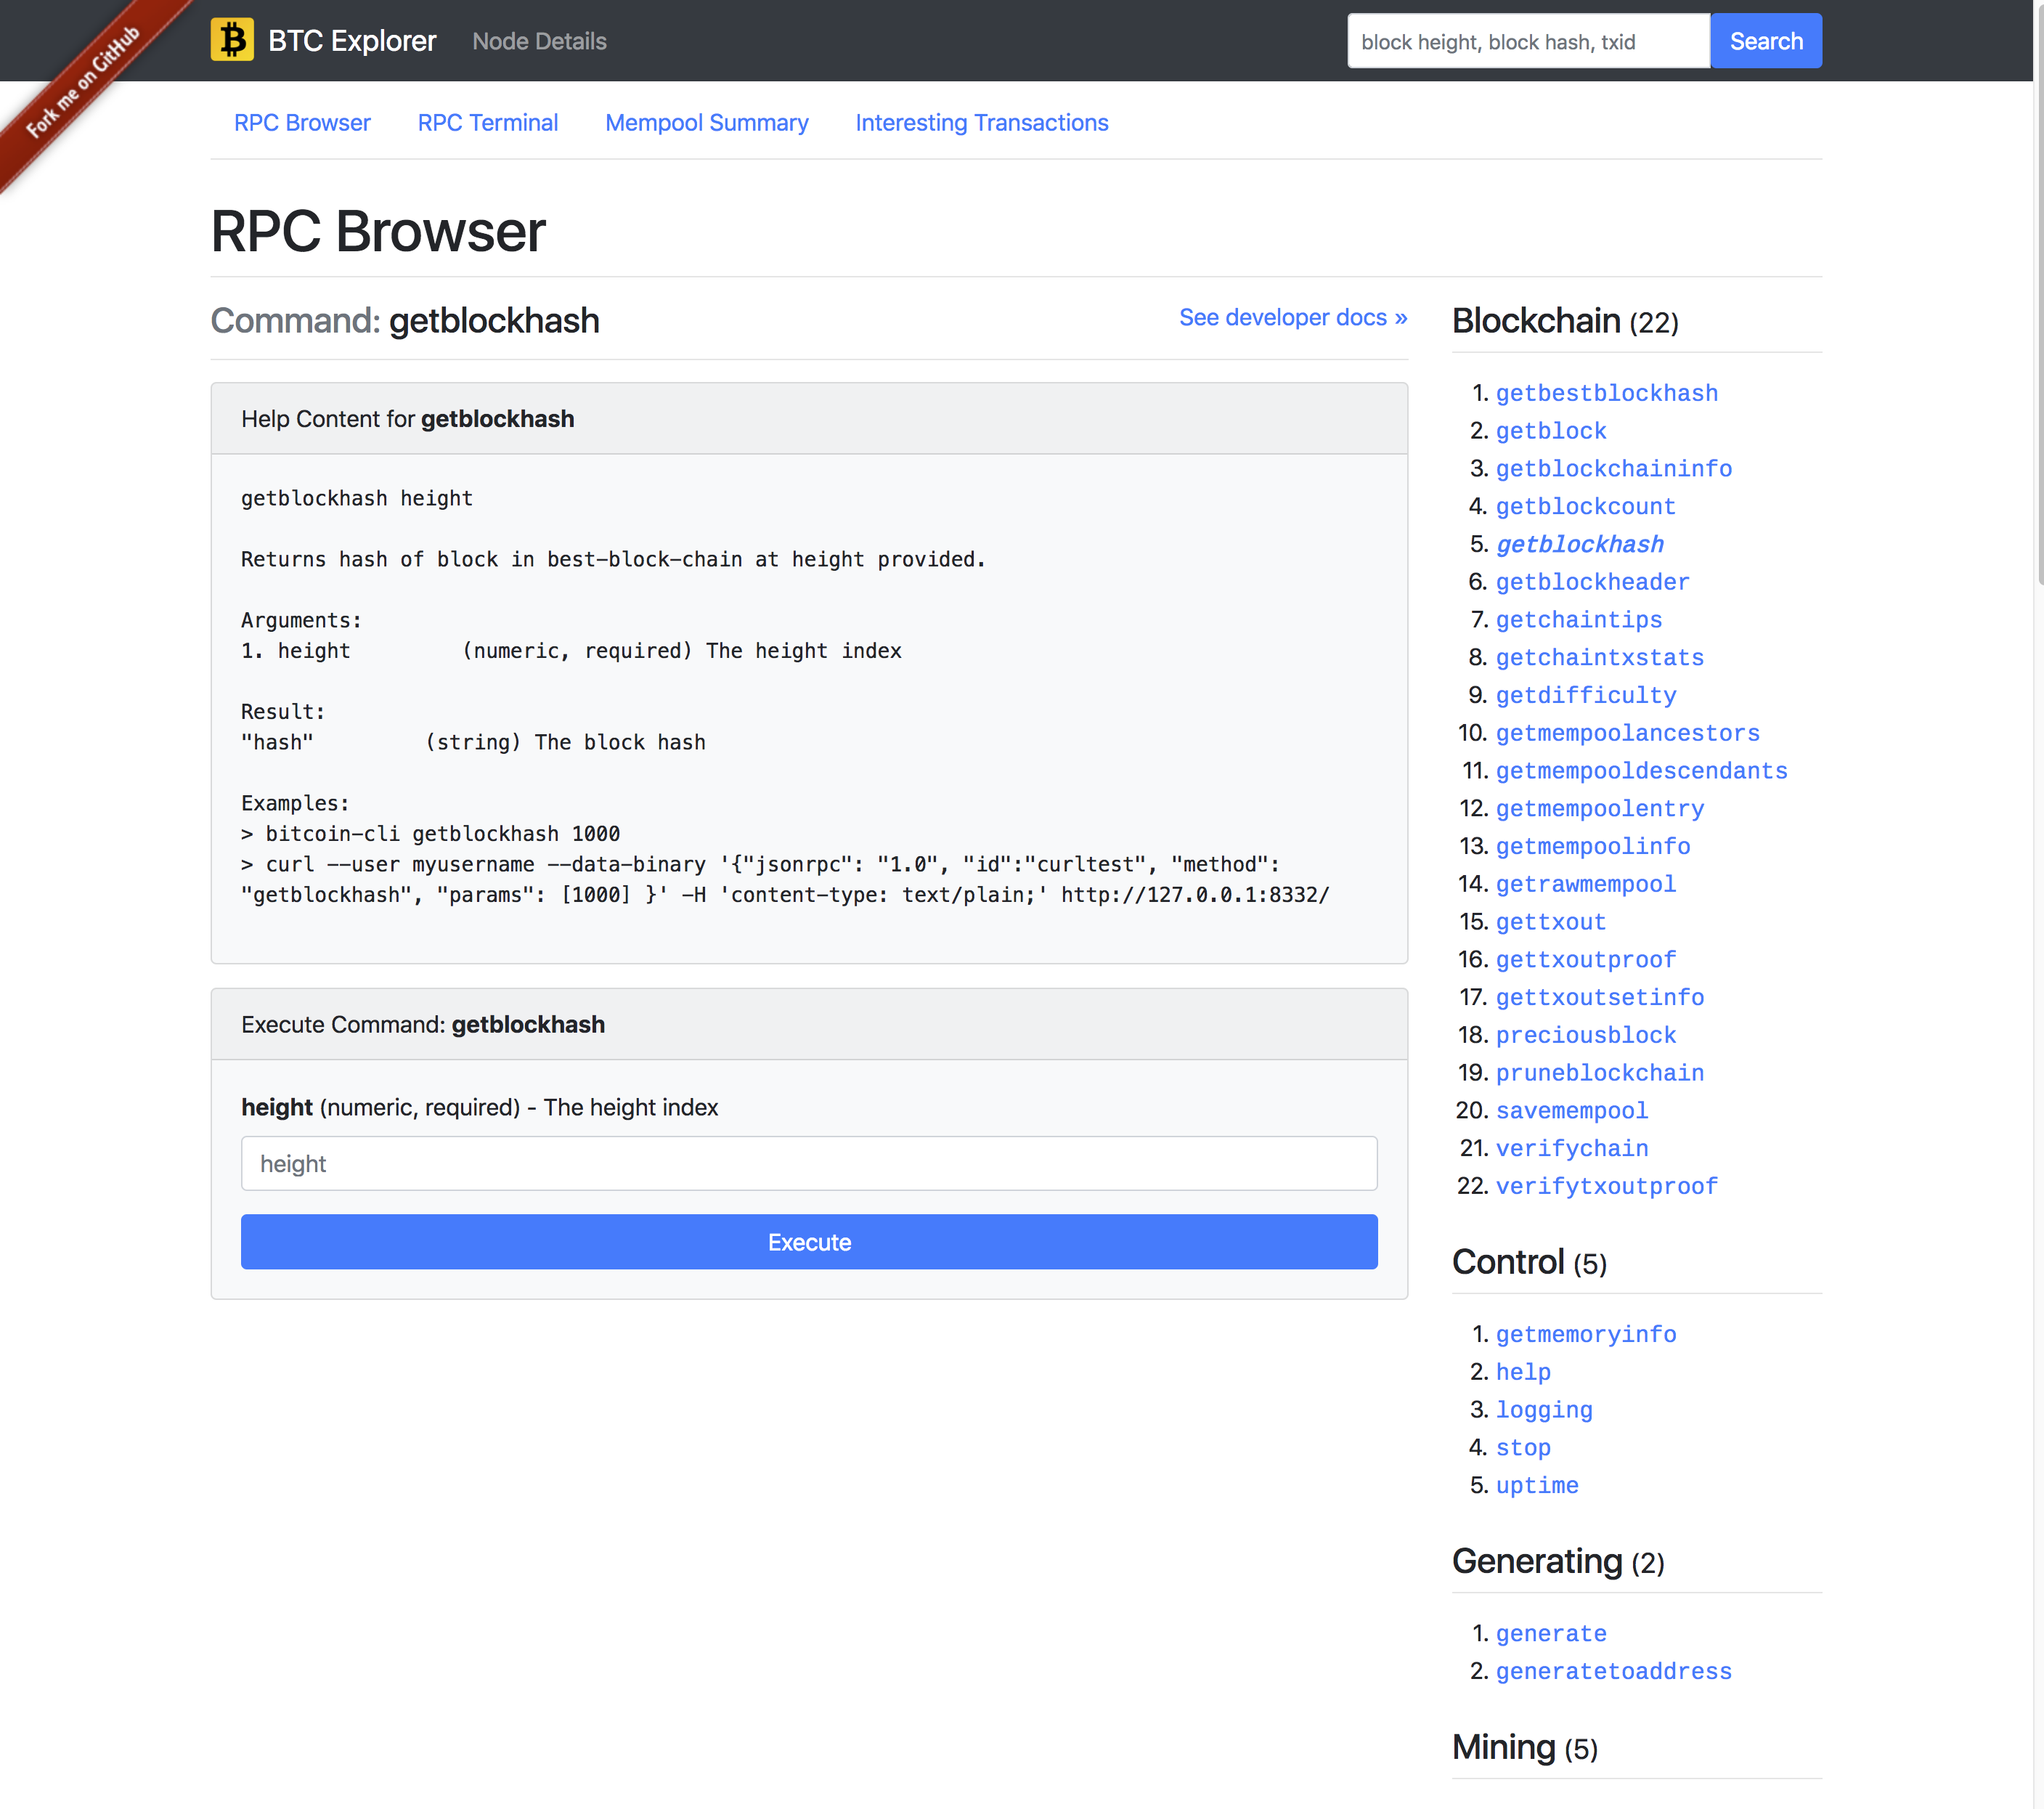 Fork me on GitHub
BTC Explorer Node Details block height, block hash, txid Search
RPC Browser RPC Terminal Mempool Summary Interesting Transactions
RPC Browser
Command: getblockhash See developer docs »
Help Content for getblockhash
getblockhash height
Returns hash of block in best-block-chain at height provided.
Arguments:
1. height (numeric, required) The height index
Result:
"hash" (string) The block hash
Examples:
> bitcoin-cli getblockhash 1000
> curl --user myusername --data-binary '{"jsonrpc": "1.0", "id":"curltest", "method":
"getblockhash", "params": [1000] }' -H 'content-type: text/plain;' http://127.0.0.1:8332/
Execute Command: getblockhash
height (numeric, required) - The height index
height
Execute
Blockchain (22)
1. getbestblockhash
2. getblock
3. getblockchaininfo
4. getblockcount
5. getblockhash
6. getblockheader
7. getchaintips
8. getchaintxstats
9. getdifficulty
10. getmempoolancestors
11. getmempooldescendants
12. getmempoolentry
13. getmempoolinfo
14. getrawmempool
15. gettxout
16. gettxoutproof
17. gettxoutsetinfo
18. preciousblock
19. pruneblockchain
20. savemempool
21. verifychain
22. verifytxoutproof
Control (5)
1. getmemoryinfo
2. help
3. logging
4. stop
5. uptime
Generating (2)
1. generate
2. generatetoaddress
Mining (5)